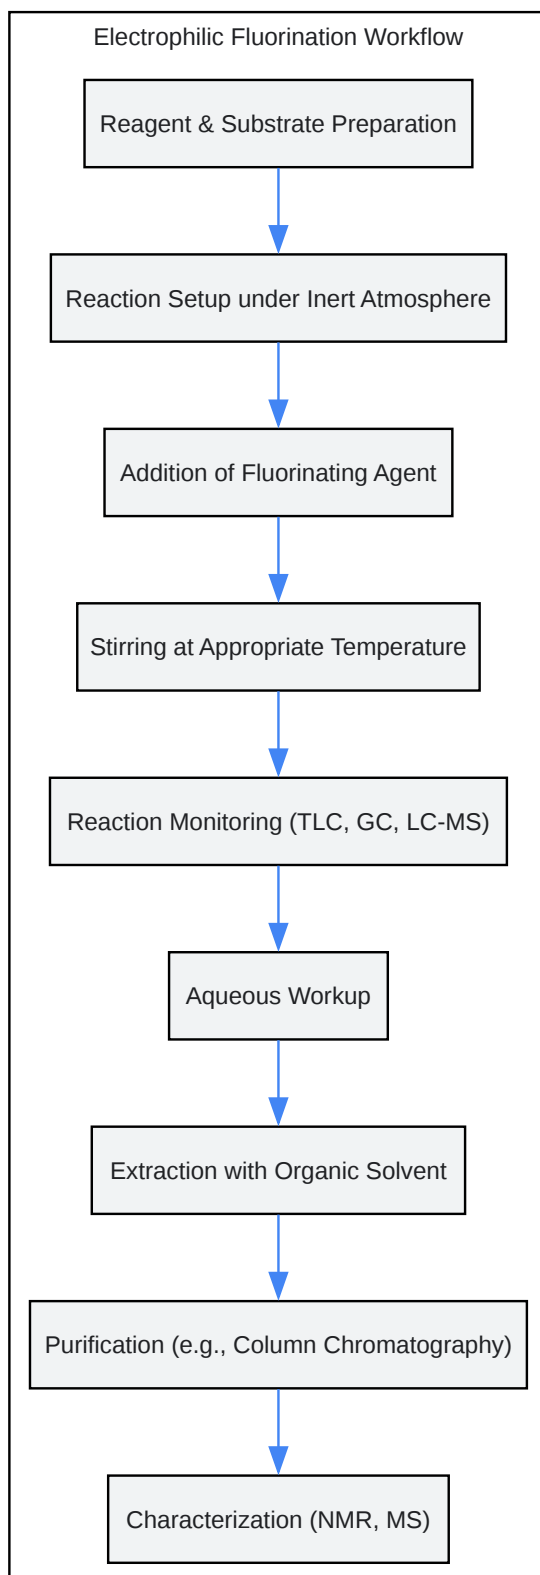 Electrophilic Fluorination Workflow
Reagent & Substrate Preparation
Reaction Setup under Inert Atmosphere
Addition of Fluorinating Agent
Stirring at Appropriate Temperature
Reaction Monitoring (TLC, GC, LC-MS)
Aqueous Workup
Extraction with Organic Solvent
Purification (e.g., Column Chromatography)
Characterization (NMR, MS)